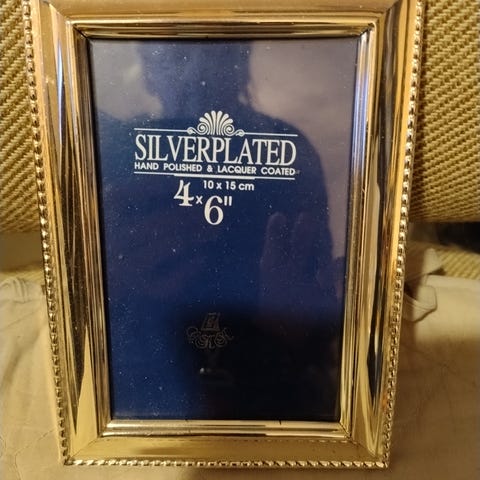 SILVERPLATED
HAND POLISHED & LACQUER COATED
10 x 15 cm
4 x 6"